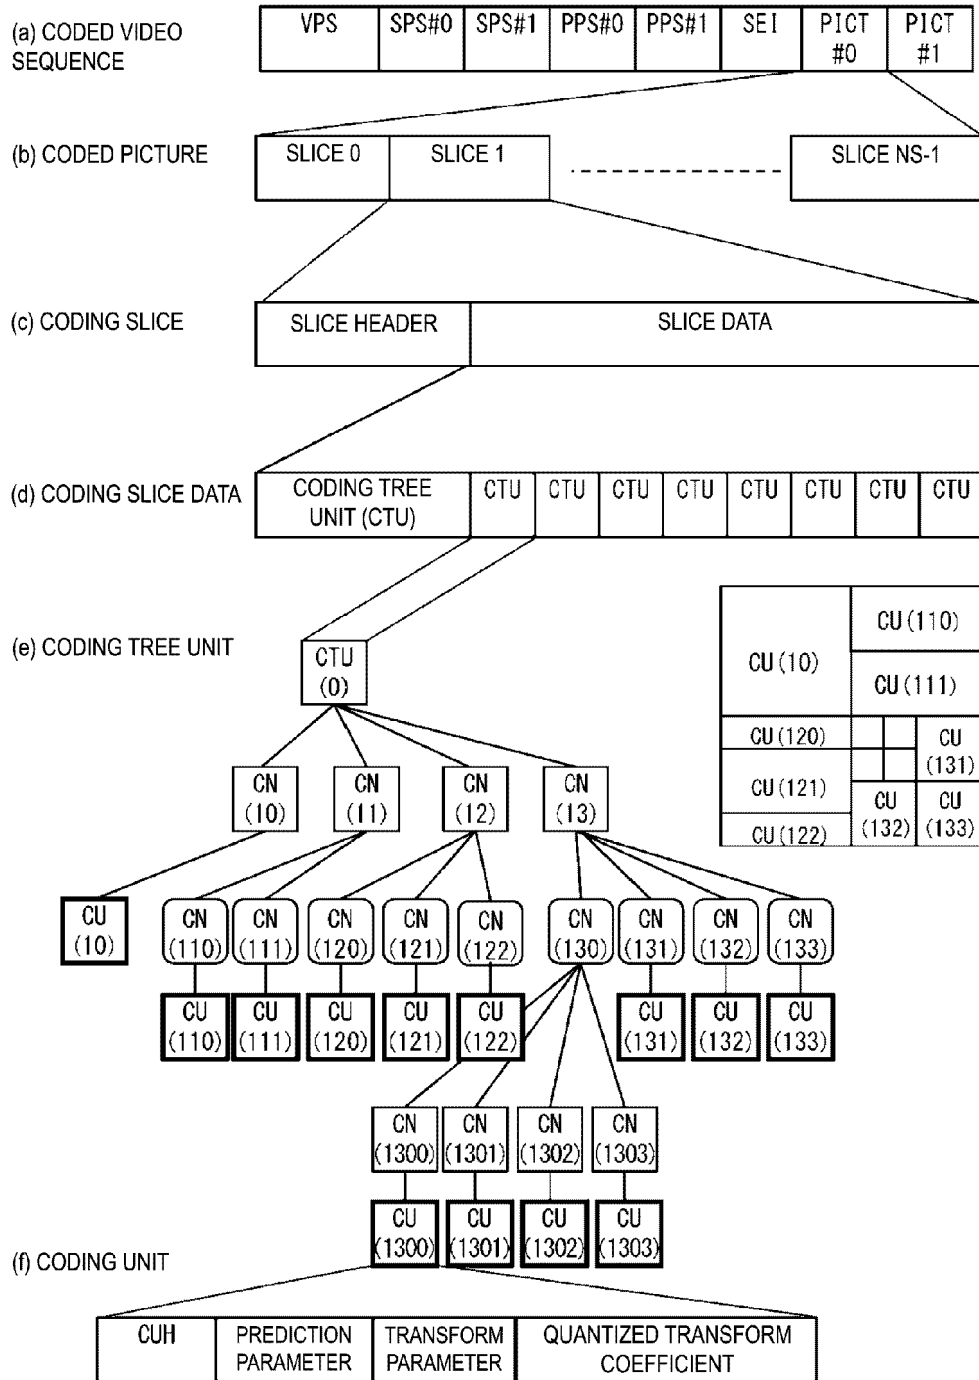 (a) CODED VIDEO
SEQUENCE
VPS SPS#0 SPS#1 PPS#0 PPS#1 SEI PICT PICT
#0 #1
(b) CODED PICTURE
SLICE 0 SLICE 1 SLICE NS-1
(c) CODING SLICE
SLICE HEADER SLICE DATA
(d) CODING SLICE DATA
CODING TREE CTU CTU CTU CTU CTU CTU CTU CTU
UNIT (CTU)
(e) CODING TREE UNIT
CTU
(0)
CU(10)
CU(110)
CU(111)
CU(120)
CU(121)
CU(122)
CU
(131)
CU CU
(132) (133)
CN CN CN CN
(10) (11) (12) (13)
CU CN CN CN CN CN CN CN CN CN
(10) (110) (111) (120) (121) (122) (130) (131) (132) (133)
CU CU CU CU CU CU CU CU
(110) (111) (120) (121) (122) (131) (132) (133)
CN CN CN CN
(1300) (1301) (1302) (1303)
CU CU CU CU
(1300) (1301) (1302) (1303)
(f) CODING UNIT
CUH PREDICTION TRANSFORM QUANTIZED TRANSFORM
PARAMETER PARAMETER COEFFICIENT